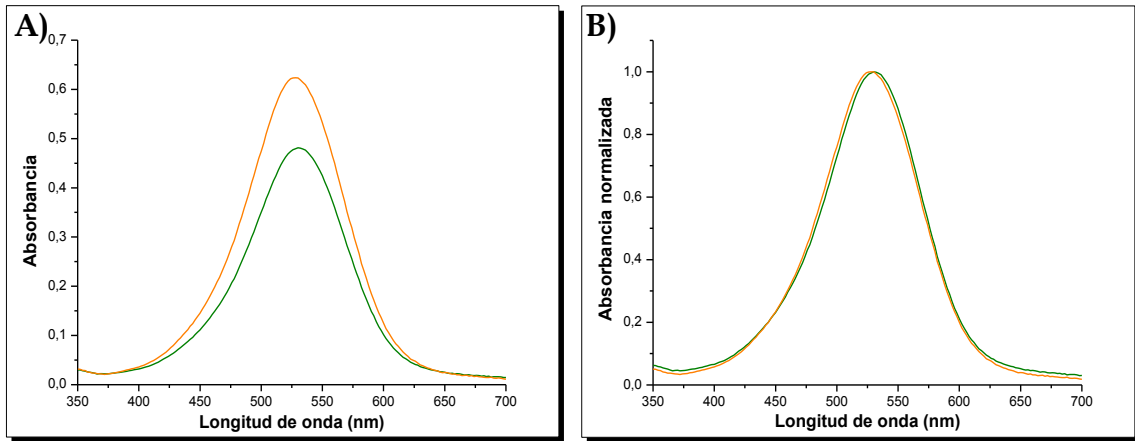 A)
0,7
0,6
0,5
0,4
0,3
0,2
0,1
0,0
Absorbancia
350 400 450 500 550 600 650 700
Longitud de onda (nm)
B)
1,0
0,8
0,6
0,4
0,2
0,0
Absorbancia normalizada
350 400 450 500 550 600 650 700
Longitud de onda (nm)